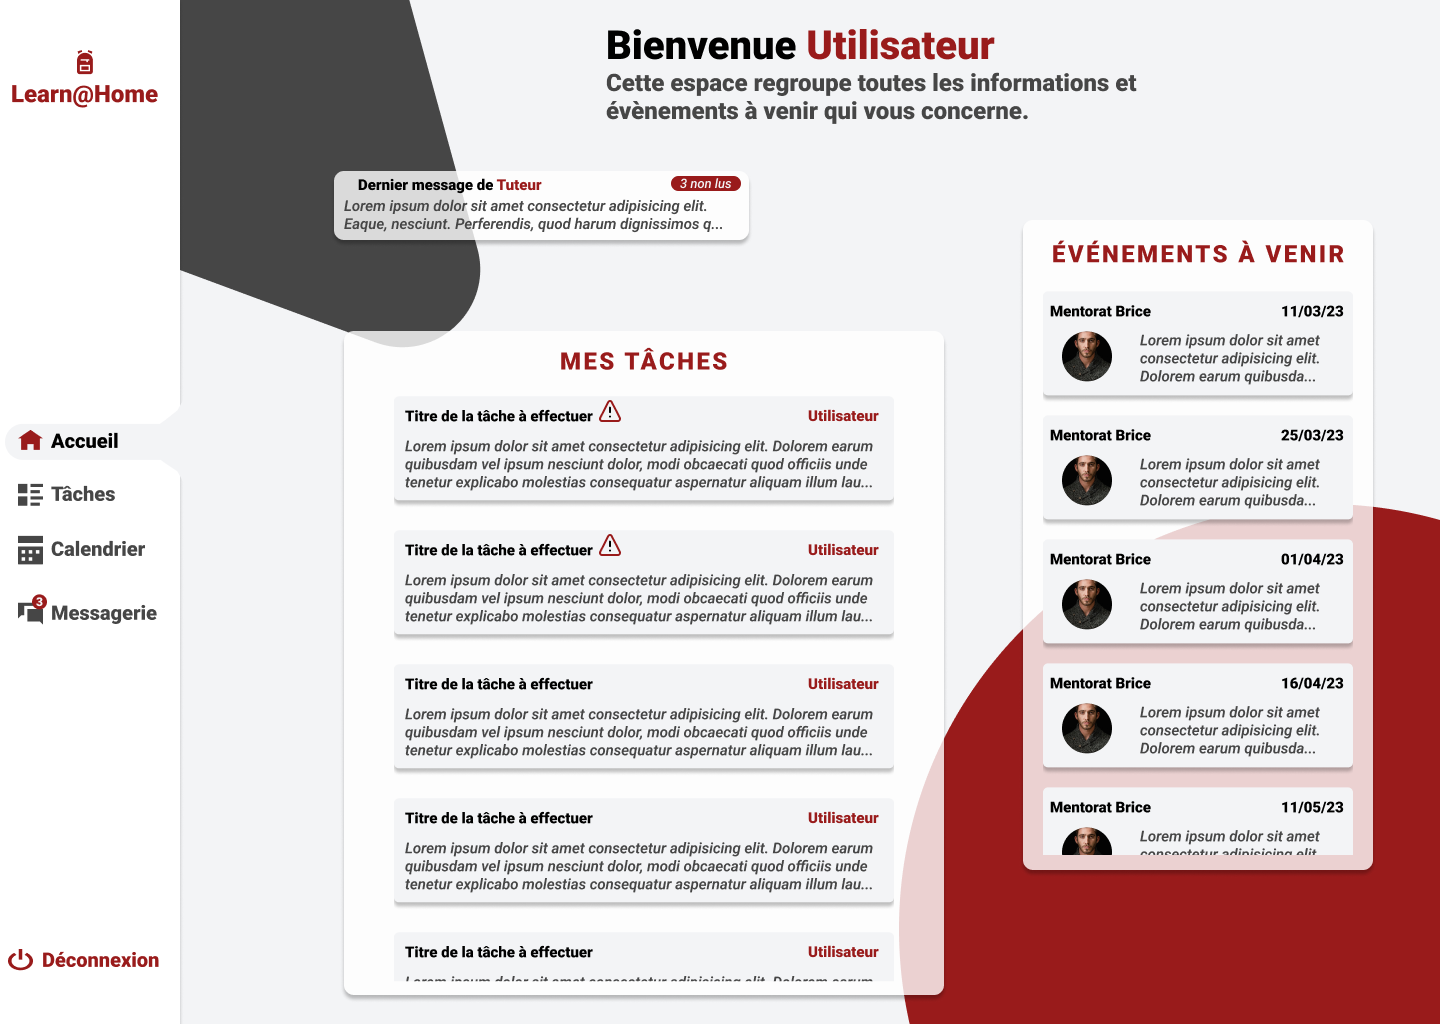 Learn@Home
Accueil
Tâches
Calendrier
3
Messagerie
Déconnexion
Bienvenue Utilisateur
Cette espace regroupe toutes les informations et
évènements à venir qui vous concerne.
Dernier message de Tuteur
3 non lus
Lorem ipsum dolor sit amet consectetur adipisicing elit.
Eaque, nesciunt. Perferendis, quod harum dignissimos q...
MES TÂCHES
Titre de la tâche à effectuer
Utilisateur
Lorem ipsum dolor sit amet consectetur adipisicing elit. Dolorem earum
quibusdam vel ipsum nesciunt dolor, modi obcaecati quod officiis unde
tenetur explicabo molestias consequatur aspernatur aliquam illum lau...
Titre de la tâche à effectuer
Utilisateur
Lorem ipsum dolor sit amet consectetur adipisicing elit. Dolorem earum
quibusdam vel ipsum nesciunt dolor, modi obcaecati quod officiis unde
tenetur explicabo molestias consequatur aspernatur aliquam illum lau...
Titre de la tâche à effectuer
Utilisateur
Lorem ipsum dolor sit amet consectetur adipisicing elit. Dolorem earum
quibusdam vel ipsum nesciunt dolor, modi obcaecati quod officiis unde
tenetur explicabo molestias consequatur aspernatur aliquam illum lau...
Titre de la tâche à effectuer
Utilisateur
Lorem ipsum dolor sit amet consectetur adipisicing elit. Dolorem earum
quibusdam vel ipsum nesciunt dolor, modi obcaecati quod officiis unde
tenetur explicabo molestias consequatur aspernatur aliquam illum lau...
Titre de la tâche à effectuer
Utilisateur
Lorem ipsum dolor sit amet consectetur adipisicing elit. Dolorem earum
ÉVÉNEMENTS À VENIR
Mentorat Brice
11/03/23
Lorem ipsum dolor sit amet
consectetur adipisicing elit.
Dolorem earum quibusda...
Mentorat Brice
25/03/23
Lorem ipsum dolor sit amet
consectetur adipisicing elit.
Dolorem earum quibusda...
Mentorat Brice
01/04/23
Lorem ipsum dolor sit amet
consectetur adipisicing elit.
Dolorem earum quibusda...
Mentorat Brice
16/04/23
Lorem ipsum dolor sit amet
consectetur adipisicing elit.
Dolorem earum quibusda...
Mentorat Brice
11/05/23
Lorem ipsum dolor sit amet
consectetur adipisicing elit.